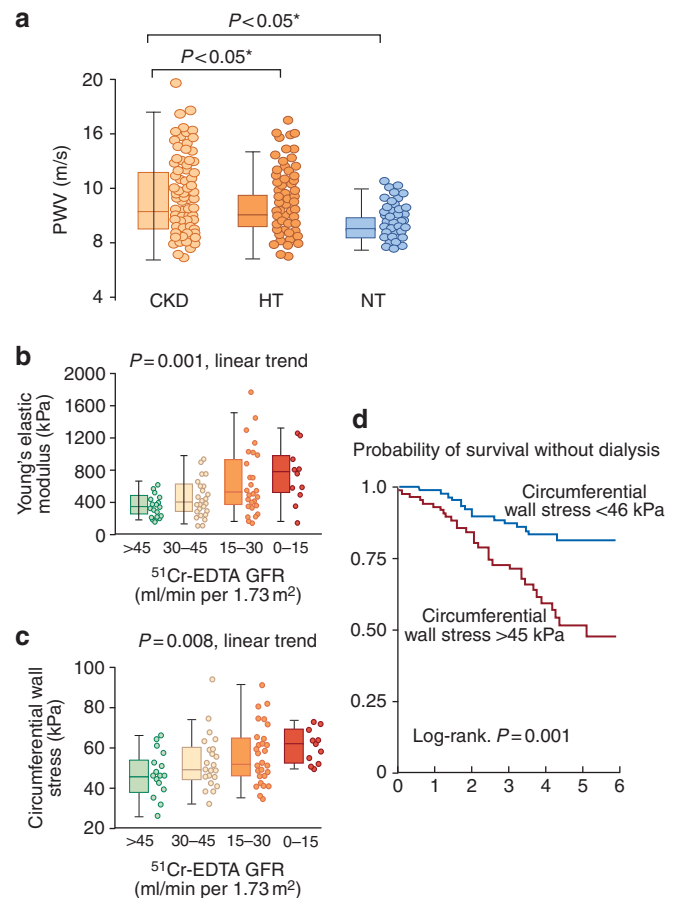 a
P<0.05*
P<0.05*
20
16
10
8
4
PWV (m/s)
CKD
HT
NT
b
P=0.001, linear trend
2000
1600
1200
800
400
0
Young's elastic
modulus (kPa)
>45
30–45
15–30
0–15
⁵¹Cr-EDTA GFR
(ml/min per 1.73 m²)
c
P=0.008, linear trend
100
80
60
40
20
Circumferential wall
stress (kPa)
>45
30–45
15–30
0–15
⁵¹Cr-EDTA GFR
(ml/min per 1.73 m²)
d
Probability of survival without dialysis
1.0
0.75
0.50
0.25
0
Circumferential
wall stress <46 kPa
Circumferential
wall stress >45 kPa
Log-rank. P=0.001
0
1
2
3
4
5
6